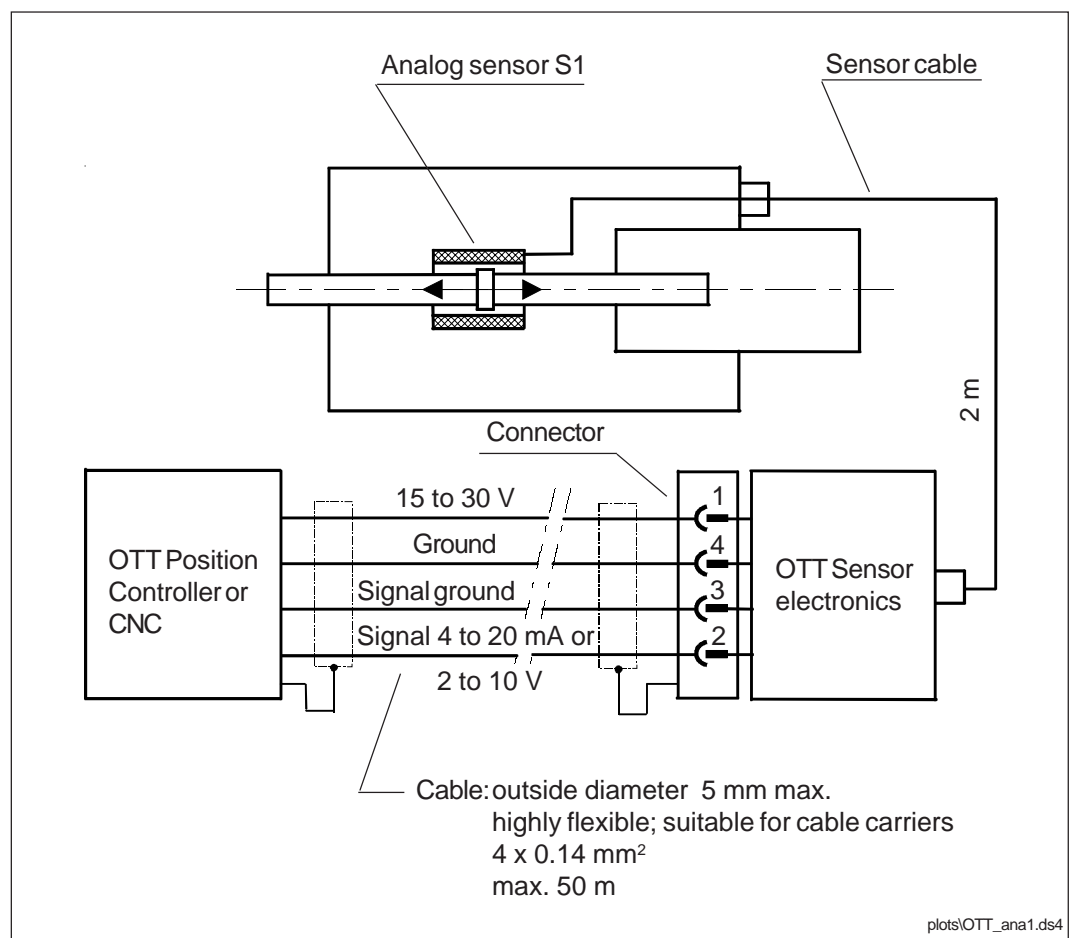 Analog sensor S1
Sensor cable
2 m
Connector
15 to 30 V
Ground
Signal ground
Signal 4 to 20 mA or
2 to 10 V
1
4
3
2
OTT Position
Controller or
CNC
OTT Sensor
electronics
Cable: outside diameter 5 mm max.
highly flexible; suitable for cable carriers
4 x 0.14 mm²
max. 50 m
plots\OTT_ana1.ds4